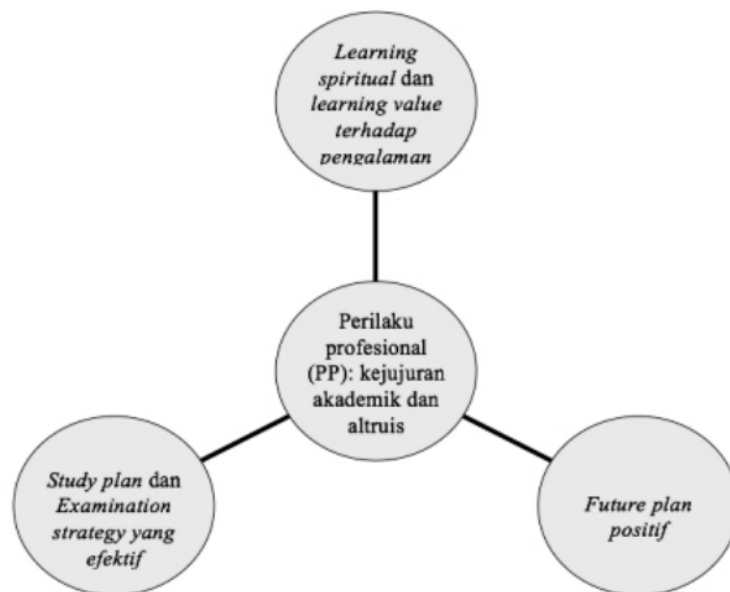 Learning
spiritual dan
learning value
terhadap
pengalaman
Perilaku
profesional
(PP): kejujuran
akademik dan
altruis
Study plan dan
Examination
strategy yang
efektif
Future plan
positif